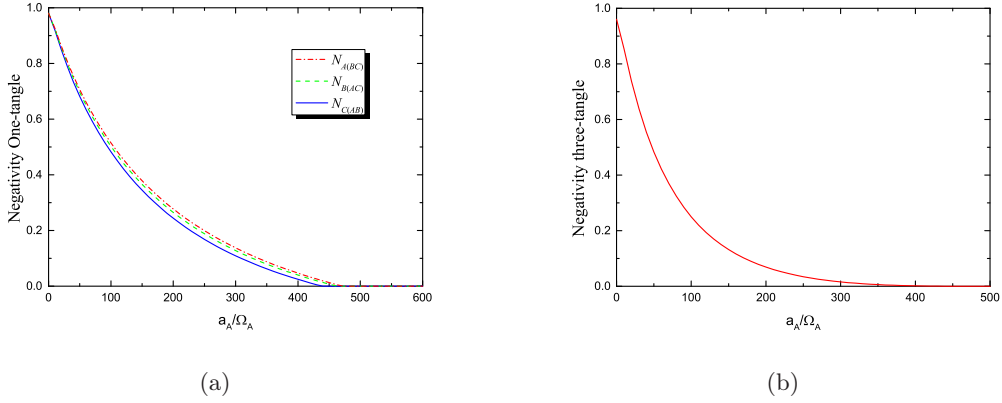 1.0
0.8
0.6
0.4
0.2
0.0
0 100 200 300 400 500 600
Negativity One-tangle
a_A/Ω_A
N_A(BC)
N_B(AC)
N_C(AB)
(a)
1.0
0.8
0.6
0.4
0.2
0.0
0 100 200 300 400 500
Negativity three-tangle
a_A/Ω_A
(b)